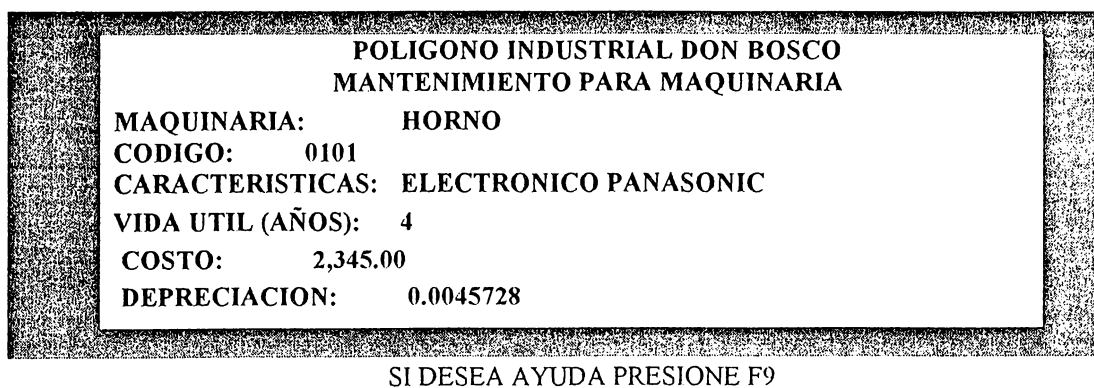 POLIGONO INDUSTRIAL DON BOSCO
MANTENIMIENTO PARA MAQUINARIA
MAQUINARIA: HORNO
CODIGO: 0101
CARACTERISTICAS: ELECTRONICO PANASONIC
VIDA UTIL (AÑOS): 4
COSTO: 2,345.00
DEPRECIACION: 0.0045728
SI DESEA AYUDA PRESIONE F9